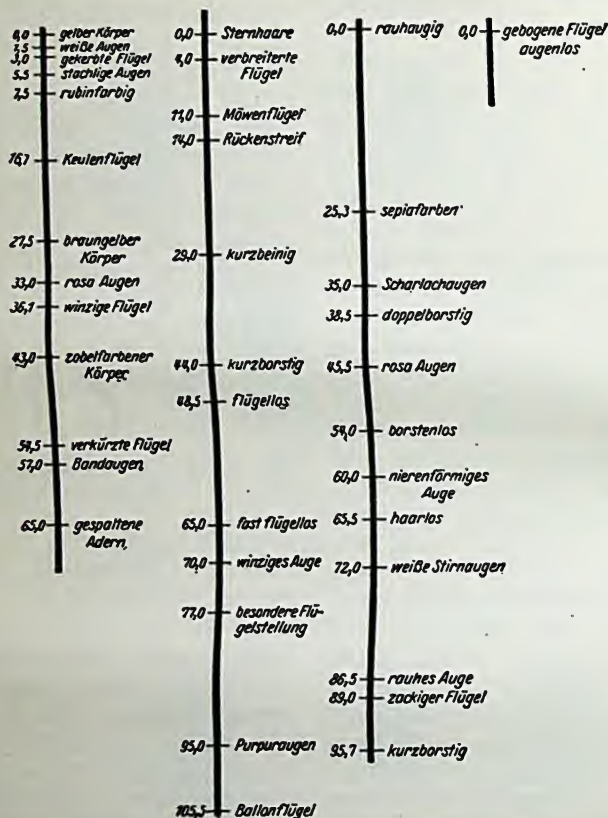 0,0 gelber Körper
1,5 weiße Augen
3,0 gekerbte Flügel
5,5 stachlige Augen
7,5 rubinfarbig
16,7 Keulenflügel
27,5 braungelber
Körper
33,0 rosa Augen
36,1 winzige Flügel
43,0 zobelfarbener
Körper
54,5 verkürzte Flügel
57,0 Bandaugen
65,0 gespaltene
Adern
0,0 Sternhaare
4,0 verbreiterte
Flügel
11,0 Möwenflügel
14,0 Rückenstreif
29,0 kurzbeinig
44,0 kurzborstig
48,5 flügellos
65,0 fast flügellos
70,0 winziges Auge
77,0 besondere Flü-
gelstellung
95,0 Purpuraugen
105,5 Ballonflügel
0,0 rauhaugig
25,3 sepiafarben
35,0 Scharlachaugen
38,5 doppelborstig
45,5 rosa Augen
54,0 borstenlos
60,0 nierenförmiges
Auge
65,5 haarlos
72,0 weiße Stirnaugen
86,5 rauhes Auge
89,0 zackiger Flügel
95,7 kurzborstig
0,0 gebogene Flügel
augenlos